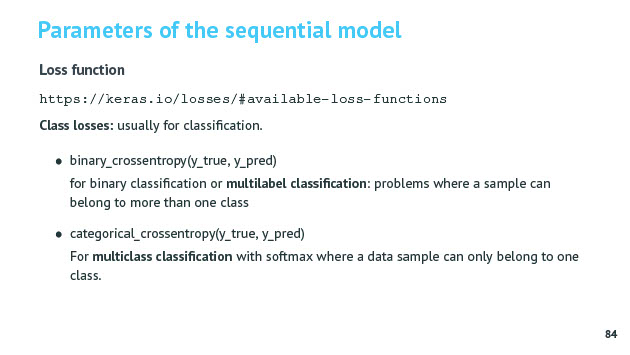 Parameters of the sequential model
Loss function
https://keras.io/losses/#available-loss-functions
Class losses: usually for classification.
● binary_crossentropy(y_true, y_pred)
for binary classification or multilabel classification: problems where a sample can
belong to more than one class
● categorical_crossentropy(y_true, y_pred)
For multiclass classification with softmax where a data sample can only belong to one
class.
84